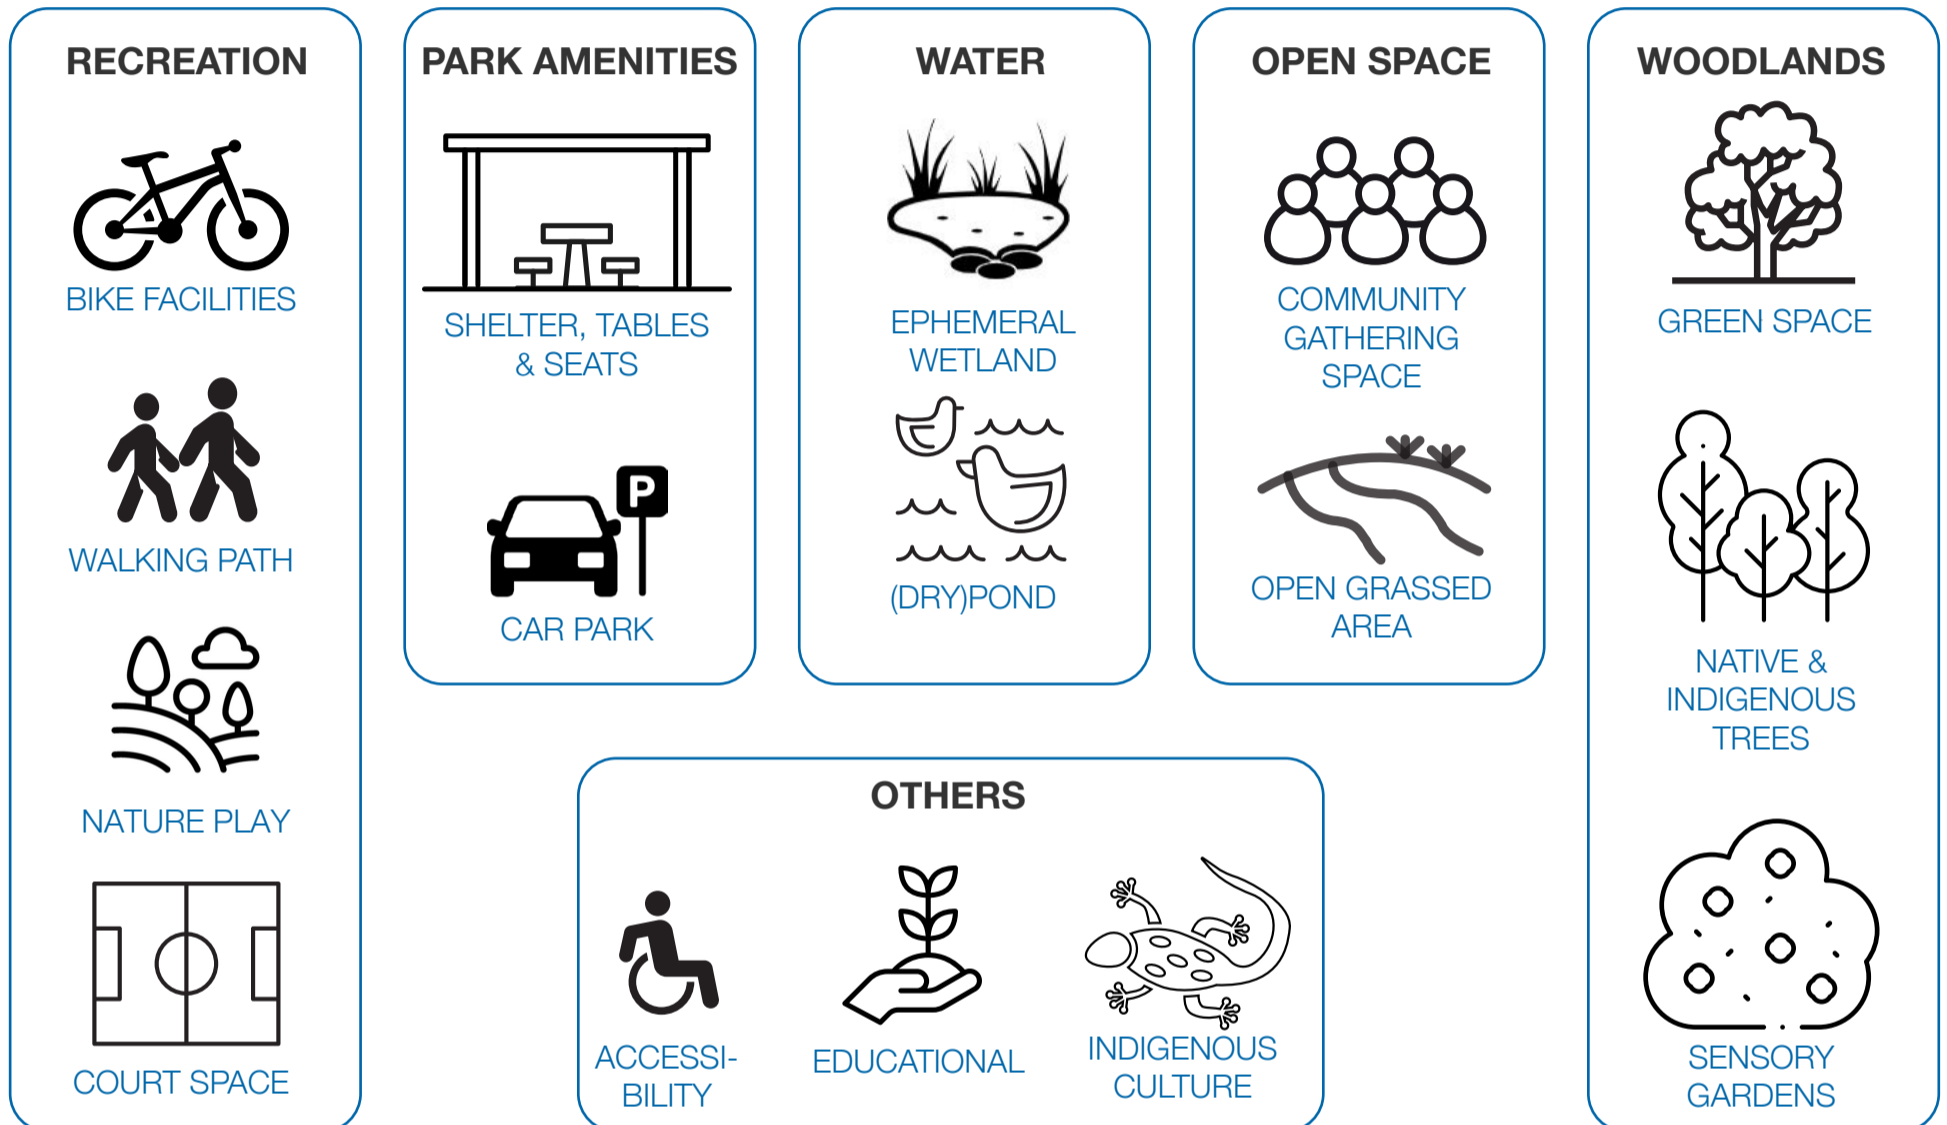 RECREATION
BIKE FACILITIES
WALKING PATH
NATURE PLAY
COURT SPACE
PARK AMENITIES
SHELTER, TABLES
& SEATS
P
CAR PARK
WATER
EPHEMERAL
WETLAND
(DRY)POND
OPEN SPACE
COMMUNITY
GATHERING
SPACE
OPEN GRASSED
AREA
WOODLANDS
GREEN SPACE
NATIVE &
INDIGENOUS
TREES
SENSORY
GARDENS
OTHERS
ACCESSI-
BILITY
EDUCATIONAL
INDIGENOUS
CULTURE